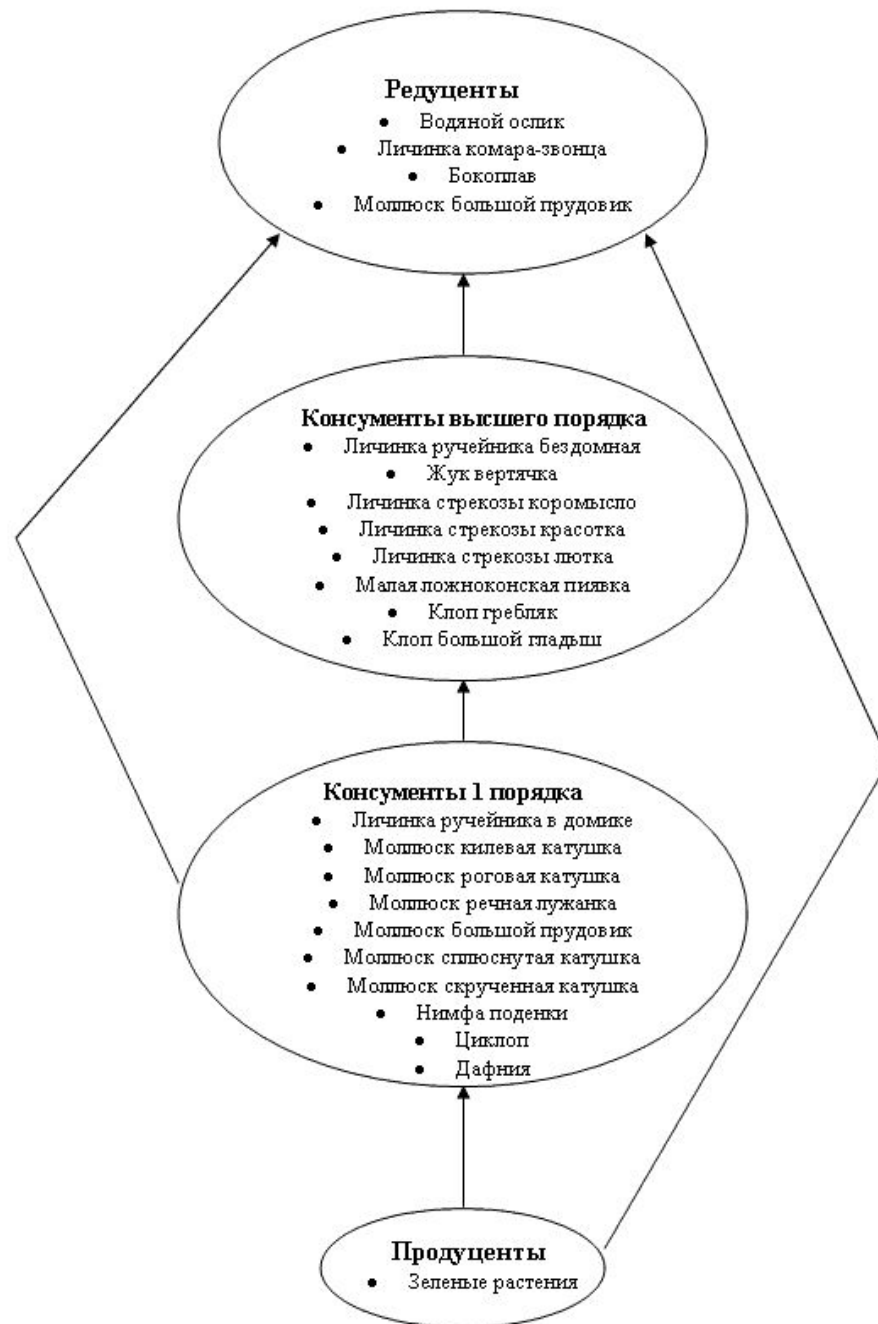 Редуценты
• Водяной ослик
• Личинка комара-звонца
• Бокоплав
• Моллюск большой прудовик
Консументы высшего порядка
• Личинка ручейника бездомная
• Жук вертячка
• Личинка стрекозы коромысло
• Личинка стрекозы красотка
• Личинка стрекозы лютка
• Малая ложноконская пиявка
• Клоп гребляк
• Клоп большой гладыш
Консументы 1 порядка
• Личинка ручейника в домике
• Моллюск килевая катушка
• Моллюск роговая катушка
• Моллюск речная лужанка
• Моллюск большой прудовик
• Моллюск сплюснутая катушка
• Моллюск скрученная катушка
• Нимфа поденки
• Циклоп
• Дафния
Продуценты
• Зеленые растения